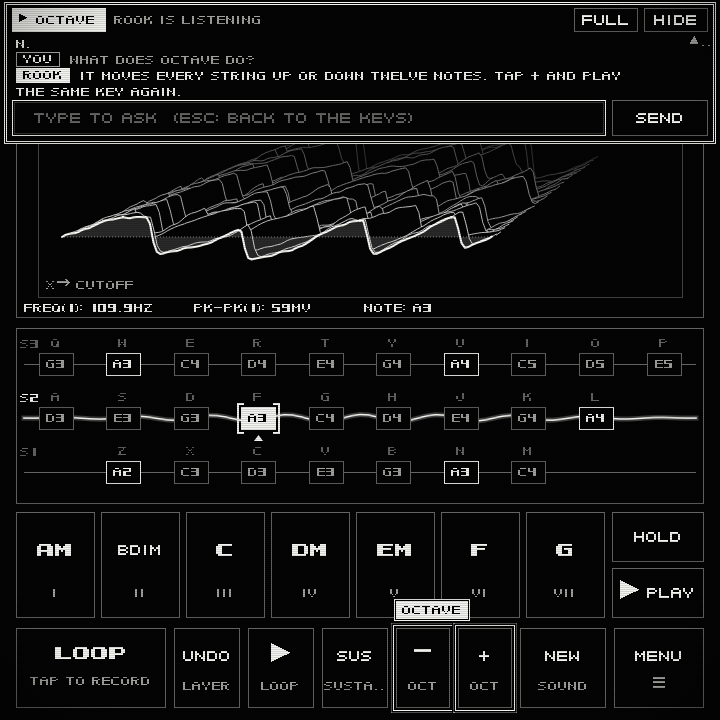 ▶ OCTAVE ROOK IS LISTENING FULL HIDE
N.
YOU WHAT DOES OCTAVE DO?
ROOK IT MOVES EVERY STRING UP OR DOWN TWELVE NOTES. TAP + AND PLAY
THE SAME KEY AGAIN.
TYPE TO ASK (ESC: BACK TO THE KEYS) SEND
X→ CUTOFF
FREQ(1): 109.9HZ PK-PK(1): 59MV NOTE: A3
S3 Q W E R T Y U I O P
G3 A3 C4 D4 E4 G4 A4 C5 D5 E5
S2 A S D F G H J K L
D3 E3 G3 A3 C4 D4 E4 G4 A4
S1 Z X C V B N M
A2 C3 D3 E3 G3 A3 C4
AM BDIM C DM EM F G HOLD
I II III IV V VI VII ▶ PLAY
OCTAVE
LOOP UNDO ▶ SUS − + NEW MENU
TAP TO RECORD LAYER LOOP SUSTA.. OCT OCT SOUND ☰